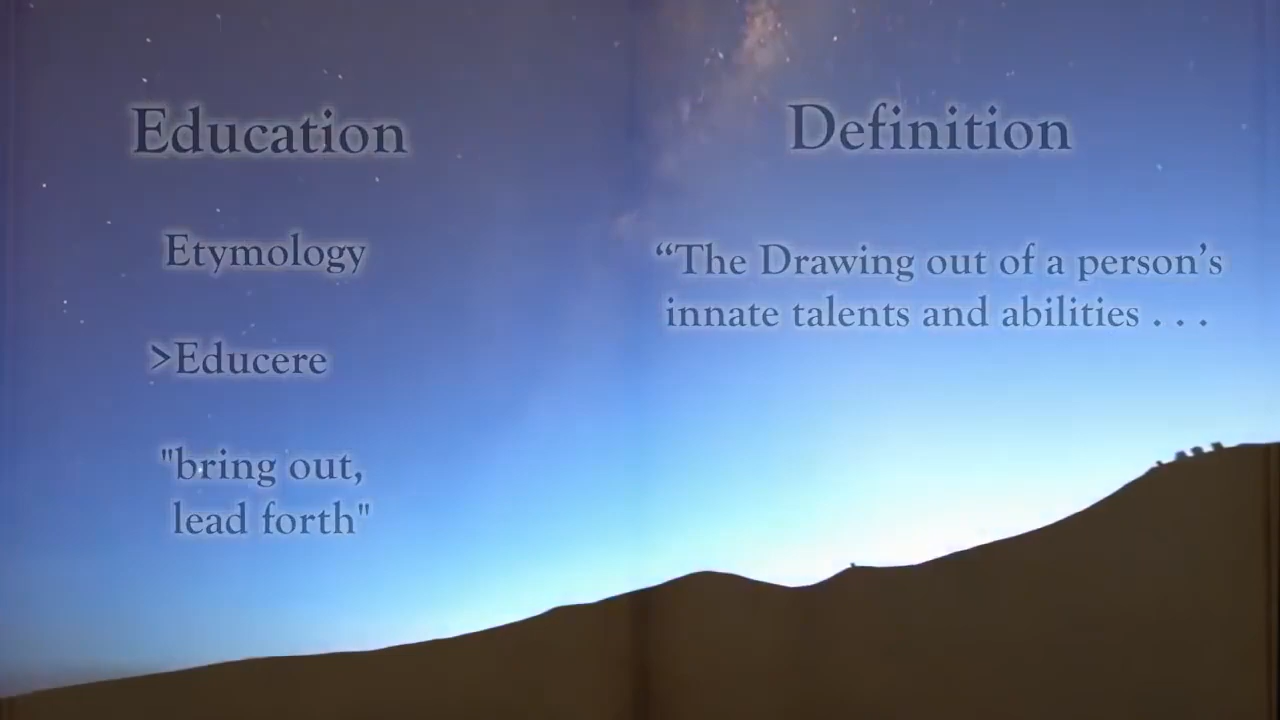 Education
Etymology
>Educere
"bring out,
lead forth"
Definition
“The Drawing out of a person’s
innate talents and abilities . . .